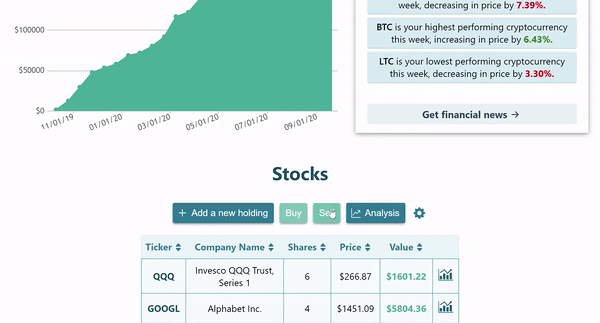 $100000
$50000
$0
11/01/19
01/01/20
03/01/20
05/01/20
07/01/20
09/01/20
week, decreasing in price by 7.39%.
BTC is your highest performing cryptocurrency
this week, increasing in price by 6.43%.
LTC is your lowest performing cryptocurrency
this week, decreasing in price by 3.30%.
Get financial news →
Stocks
+ Add a new holding Buy Sell Analysis
Ticker Company Name Shares Price Value
QQQ Invesco QQQ Trust, Series 1 6 $266.87 $1601.22
GOOGL Alphabet Inc. 4 $1451.09 $5804.36